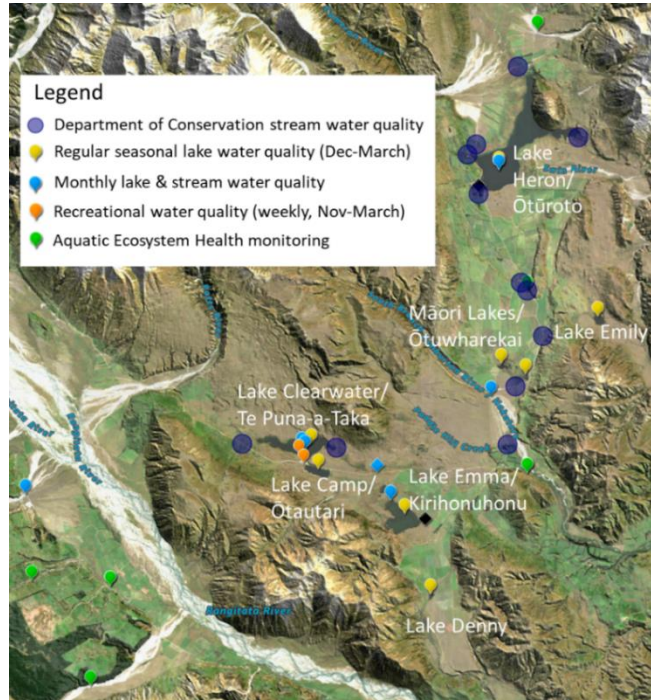 Legend
Department of Conservation stream water quality
Regular seasonal lake water quality (Dec-March)
Monthly lake & stream water quality
Recreational water quality (weekly, Nov-March)
Aquatic Ecosystem Health monitoring
Lake
Heron/
Ōtūroto
Māori Lakes/
Ōtuwharekai
Lake Emily
Lake Clearwater/
Te Puna-a-Taka
Lake Camp/
Otautari
Lake Emma/
Kirihonuhonu
Rangitata River
Lake Denny